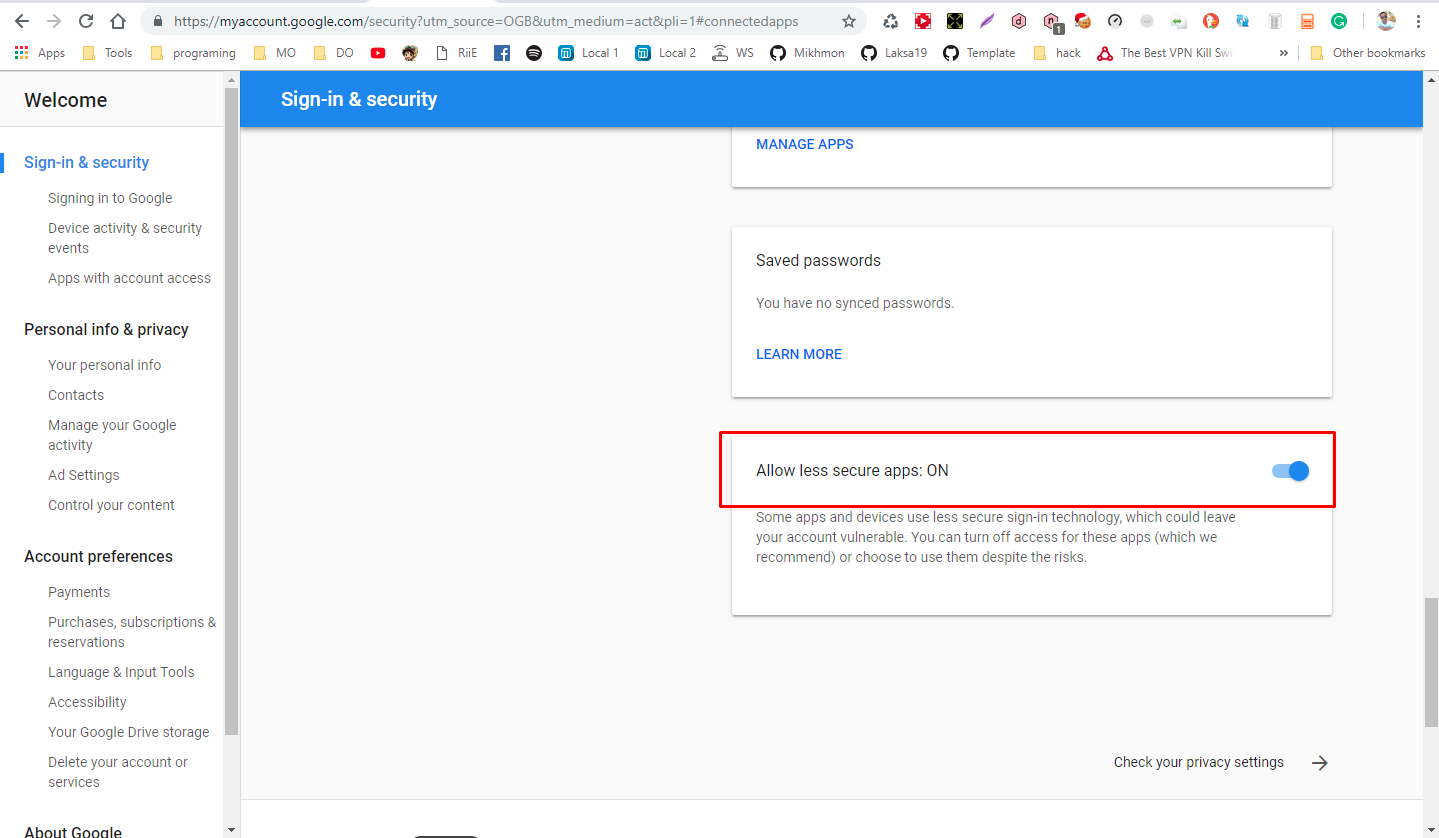 https://myaccount.google.com/security?utm_source=OGB&utm_medium=act&pli=1#connectedapps
1
Apps Tools programing MO DO RiiE Local 1 Local 2 WS Mikhmon Laksa19 Template hack The Best VPN Kill Sw » Other bookmarks
Welcome
Sign-in & security
Signing in to Google
Device activity & security
events
Apps with account access
Personal info & privacy
Your personal info
Contacts
Manage your Google
activity
Ad Settings
Control your content
Account preferences
Payments
Purchases, subscriptions &
reservations
Language & Input Tools
Accessibility
Your Google Drive storage
Delete your account or
services
About Google
Sign-in & security
MANAGE APPS
Saved passwords
You have no synced passwords.
LEARN MORE
Allow less secure apps: ON
Some apps and devices use less secure sign-in technology, which could leave
your account vulnerable. You can turn off access for these apps (which we
recommend) or choose to use them despite the risks.
Check your privacy settings